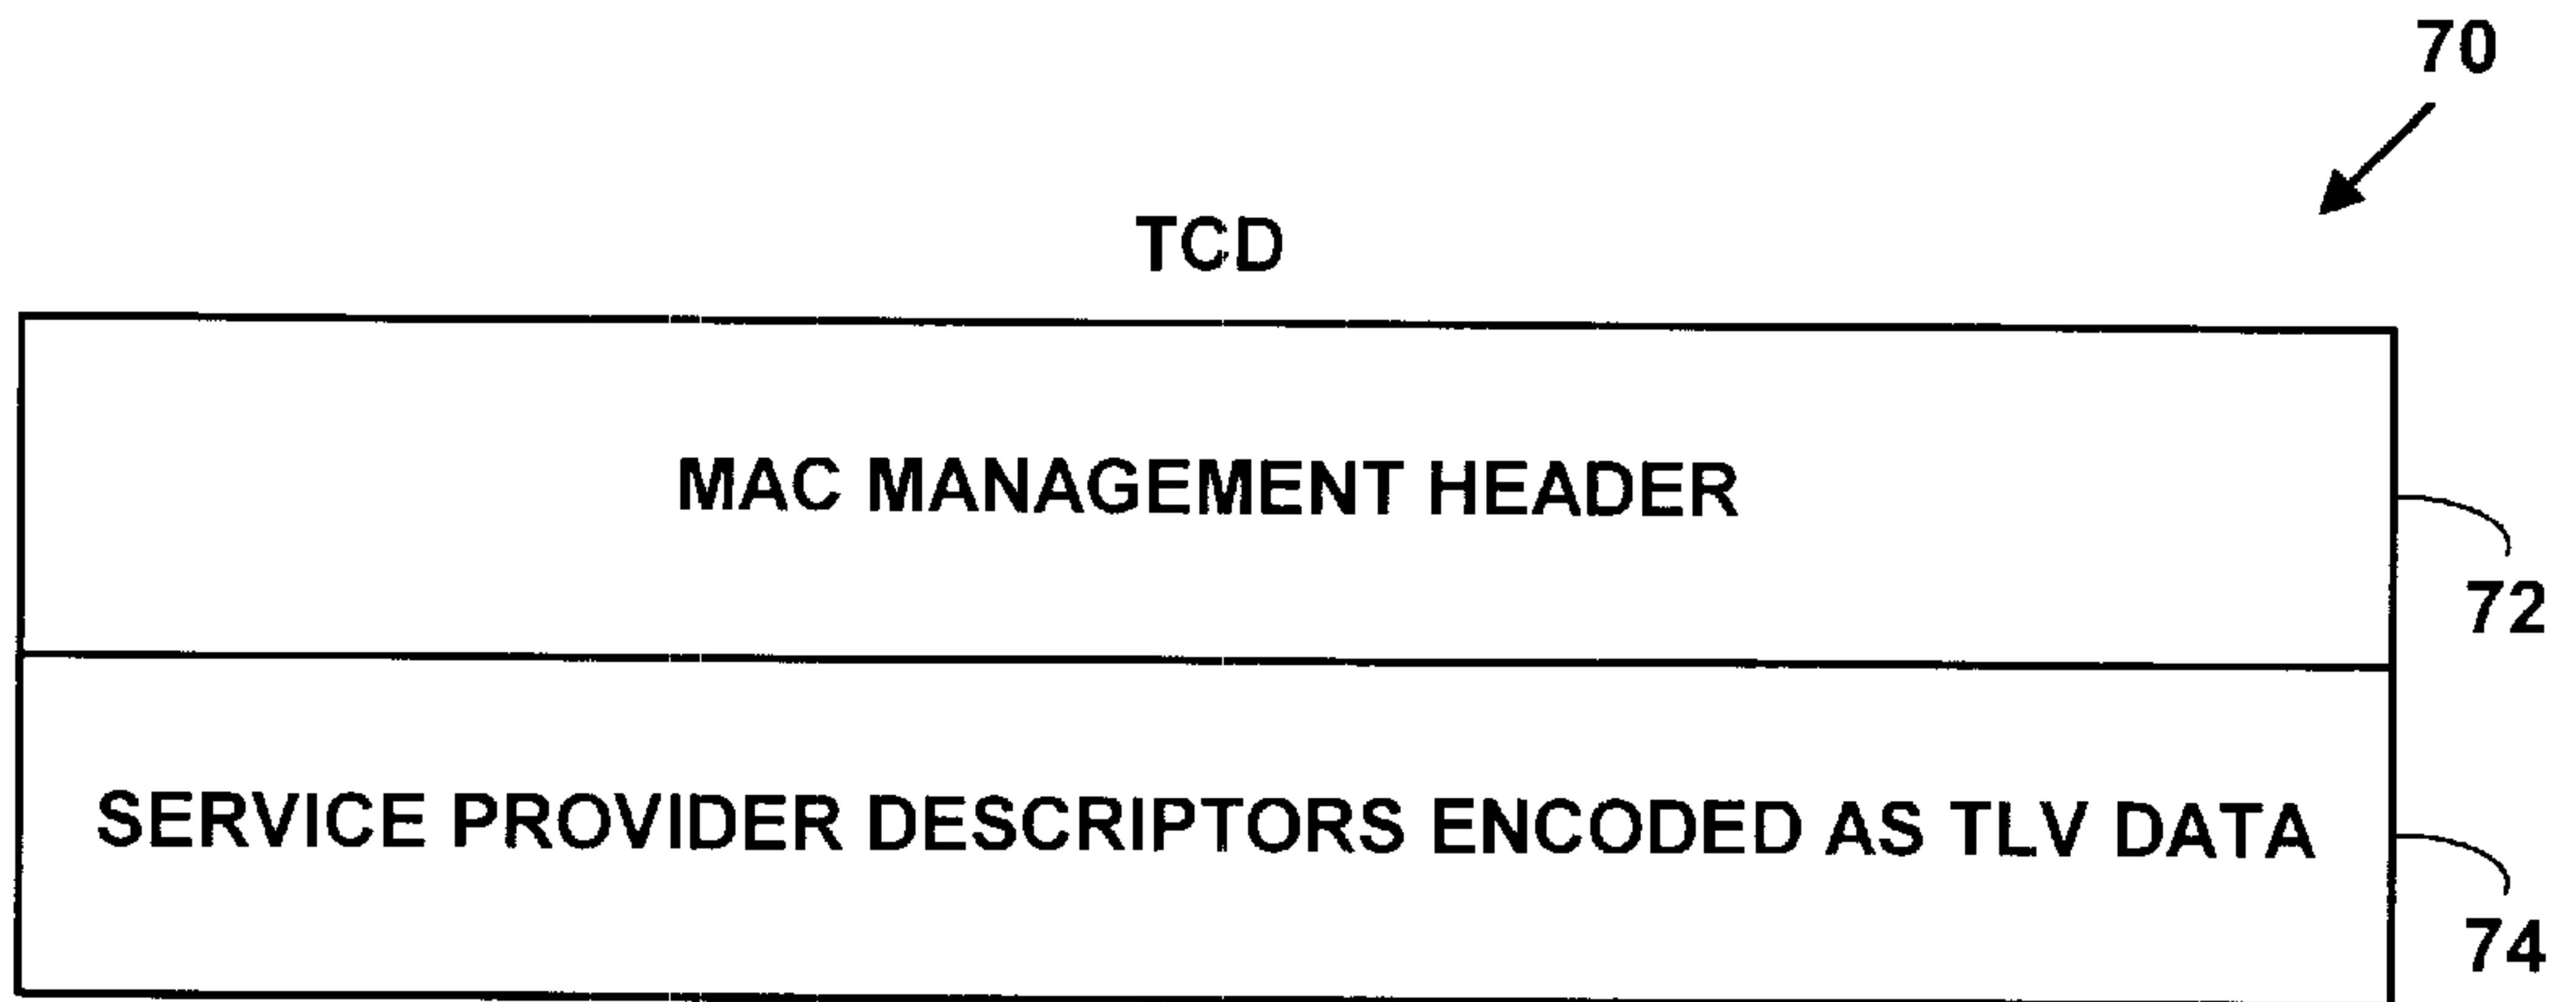 70
TCD
MAC MANAGEMENT HEADER
72
SERVICE PROVIDER DESCRIPTORS ENCODED AS TLV DATA
74